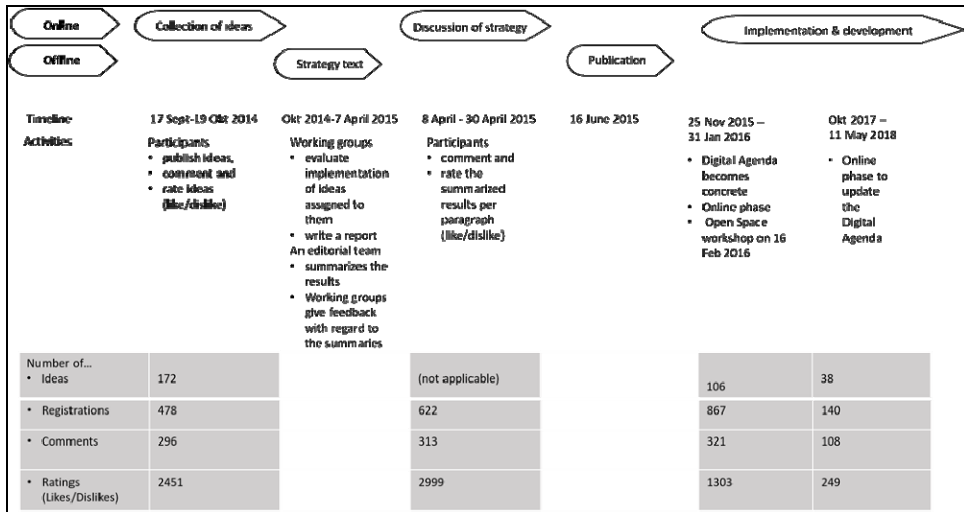 Online
Collection of ideas
Discussion of strategy
Implementation & development
Offline
Strategy text
Publication
Timeline
17 Sept-19 Okt 2014
Okt 2014-7 April 2015
8 April - 30 April 2015
16 June 2015
25 Nov 2015 –
31 Jan 2016
Okt 2017 –
11 May 2018
Activities
Participants
• publish ideas,
• comment and
• rate ideas
(like/dislike)
Working groups
• evaluate
implementation
of ideas
assigned to
them
• write a report
An editorial team
• summarizes the
results
• Working groups
give feedback
with regard to
the summaries
Participants
• comment and
• rate the
summarized
results per
paragraph
(like/dislike)
• Digital Agenda
becomes
concrete
• Online phase
• Open Space
workshop on 16
Feb 2016
• Online
phase to
update
the
Digital
Agenda
Number of...
• Ideas 172 (not applicable) 106 38
• Registrations 478 622 867 140
• Comments 296 313 321 108
• Ratings 2451 2999 1303 249
(Likes/Dislikes)